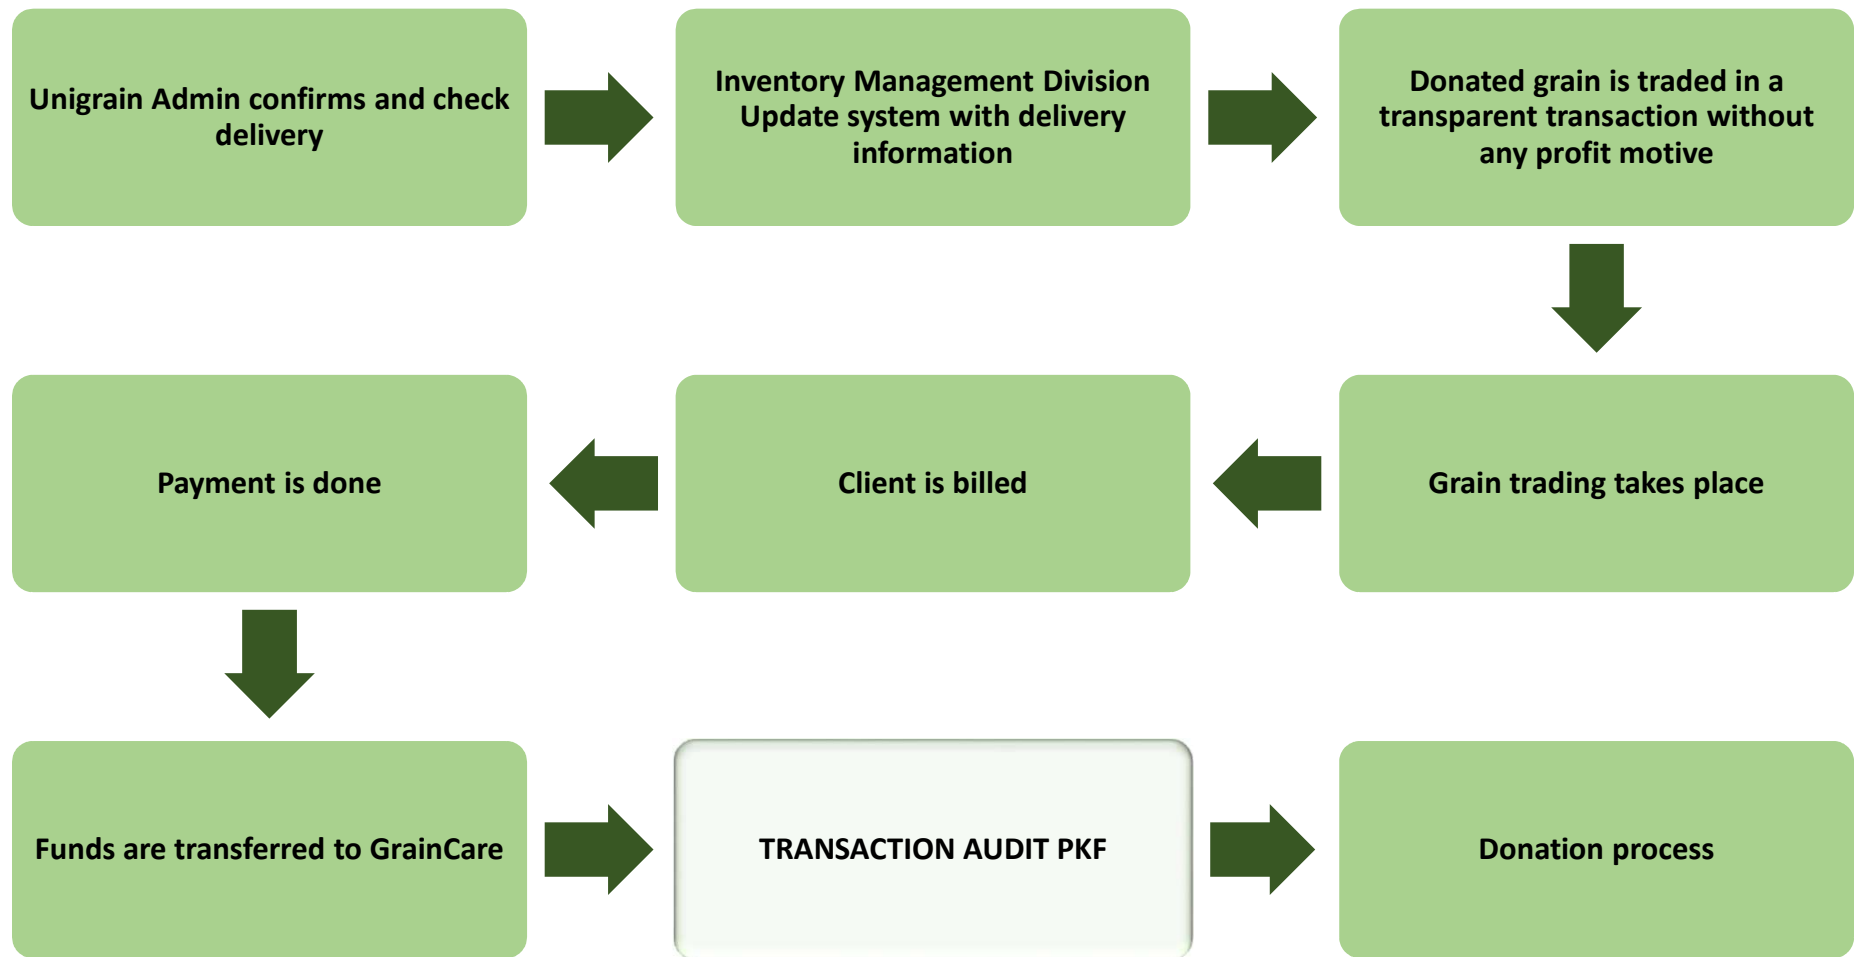 Unigrain Admin confirms and check
delivery
Inventory Management Division
Update system with delivery
information
Donated grain is traded in a
transparent transaction without
any profit motive
Grain trading takes place
Client is billed
Payment is done
Funds are transferred to GrainCare
TRANSACTION AUDIT PKF
Donation process